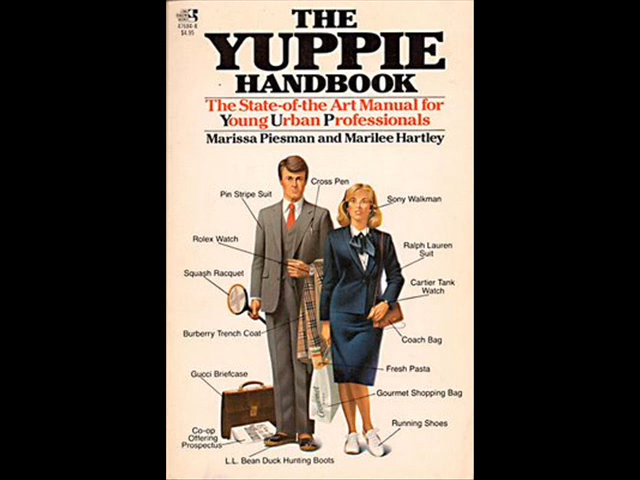 47684-8
$4.95
THE
YUPPIE
HANDBOOK
The State-of-the Art Manual for
Young Urban Professionals
Marissa Piesman and Marilee Hartley
Cross Pen
Pin Stripe Suit
Sony Walkman
Rolex Watch
Ralph Lauren
Suit
Squash Racquet
Cartier Tank
Watch
Burberry Trench Coat
Coach Bag
Fresh Pasta
Gucci Briefcase
Gourmet Shopping Bag
Running Shoes
Co-op
Offering
Prospectus
L.L. Bean Duck Hunting Boots